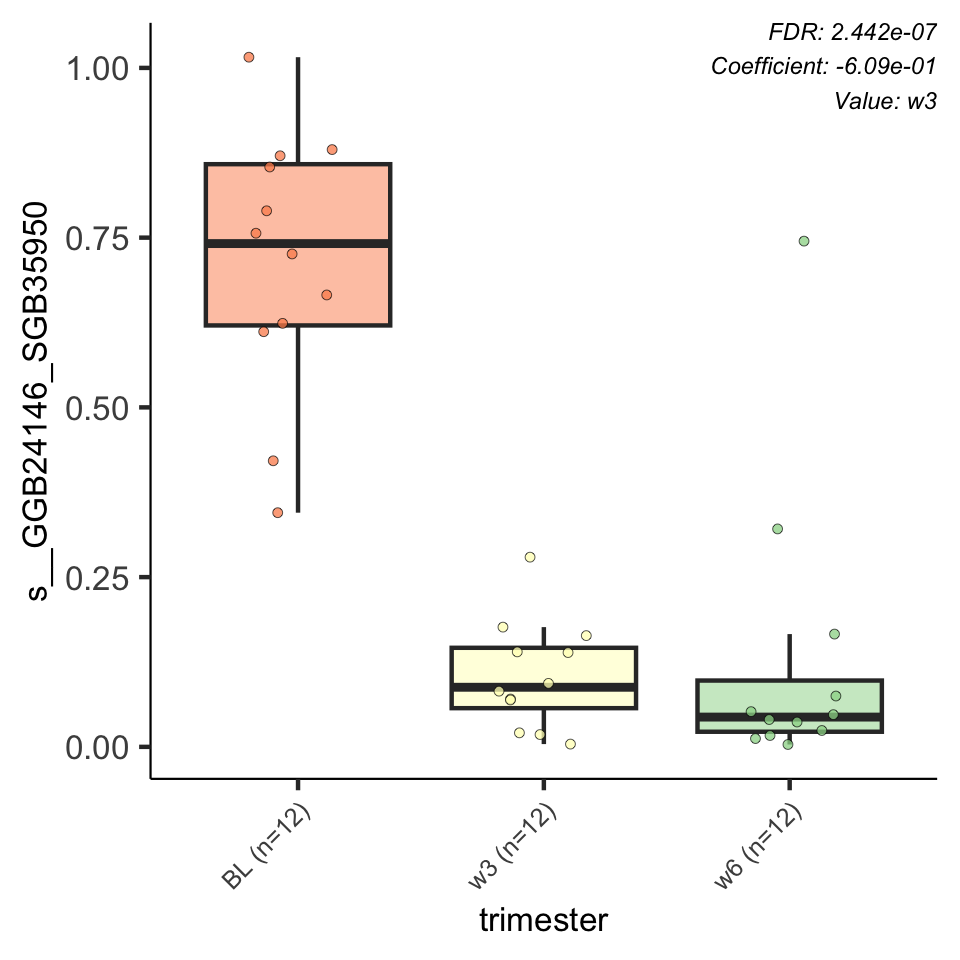 FDR: 2.442e-07
Coefficient: -6.09e-01
Value: w3
s__GGB24146_SGB35950
1.00
0.75
0.50
0.25
0.00
BL (n=12)
w3 (n=12)
w6 (n=12)
trimester